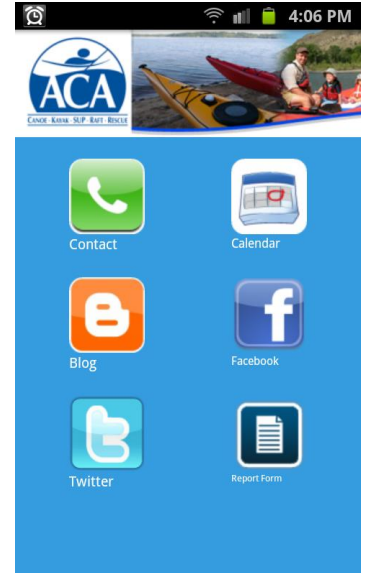 4:06 PM
ACA
CANOE - KAYAK - SUP - RAFT - RESCUE
Contact
Calendar
Blog
Facebook
Twitter
Report Form